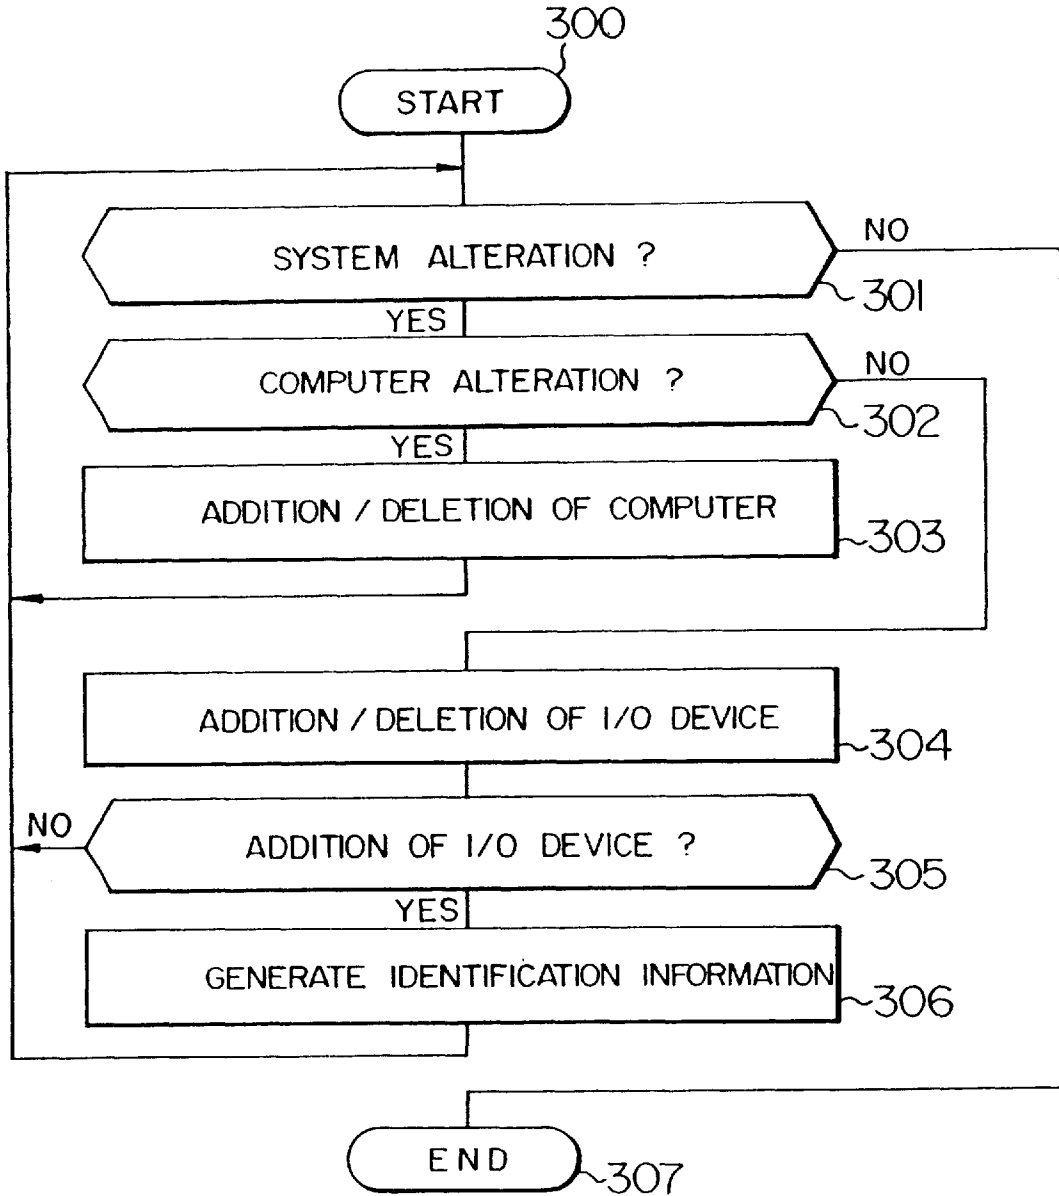 300
START
NO
SYSTEM ALTERATION ?
301
YES
NO
COMPUTER ALTERATION ?
302
YES
ADDITION / DELETION OF COMPUTER
303
ADDITION / DELETION OF I/O DEVICE
304
NO
ADDITION OF I/O DEVICE ?
305
YES
GENERATE IDENTIFICATION INFORMATION
306
END
307